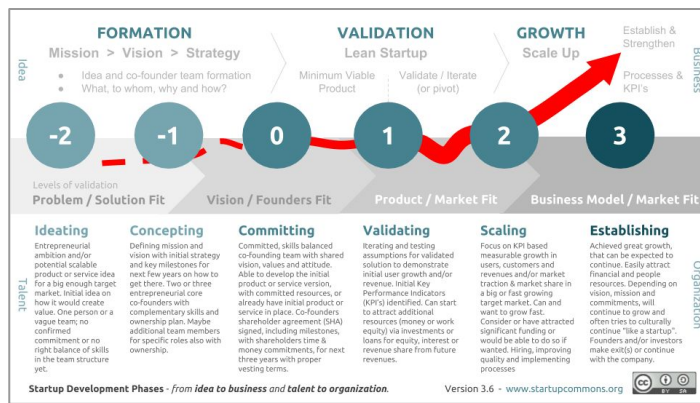 FORMATION
Mission > Vision > Strategy
● Idea and co-founder team formation
● What, to whom, why and how?
VALIDATION
Lean Startup
Minimum Viable
Product
Validate / Iterate
(or pivot)
GROWTH
Scale Up
Establish &
Strengthen
Processes &
KPI's
Idea
Business
-2
-1
0
1
2
3
Levels of validation
Problem / Solution Fit
Vision / Founders Fit
Product / Market Fit
Business Model / Market Fit
Talent
Organization
Ideating
Entrepreneurial
ambition and/or
potential scalable
product or service idea
for a big enough target
market. Initial idea on
how it would create
value. One person or a
vague team; no
confirmed
commitment or no
right balance of skills
in the team structure
yet.
Concepting
Defining mission and
vision with initial strategy
and key milestones for
next few years on how to
get there. Two or three
entrepreneurial core
co-founders with
complementary skills and
ownership plan. Maybe
additional team members
for specific roles also with
ownership.
Committing
Committed, skills balanced
co-founding team with shared
vision, values and attitude.
Able to develop the initial
product or service version,
with committed resources, or
already have initial product or
service in place. Co-founders
shareholder agreement (SHA)
signed, including milestones,
with shareholders time &
money commitments, for next
three years with proper
vesting terms.
Validating
Iterating and testing
assumptions for validated
solution to demonstrate
initial user growth and/or
revenue. Initial Key
Performance Indicators
(KPI's) identified. Can start
to attract additional
resources (money or work
equity) via investments or
loans for equity, interest or
revenue share from future
revenues.
Scaling
Focus on KPI based
measurable growth in
users, customers and
revenues and/or market
traction & market share in
a big or fast growing
target market. Can and
want to grow fast.
Consider or have attracted
significant funding or
would be able to do so if
wanted. Hiring, improving
quality and implementing
processes
Establishing
Achieved great growth,
that can be expected to
continue. Easily attract
financial and people
resources. Depending on
vision, mission and
commitments, will
continue to grow and
often tries to culturally
continue "like a startup".
Founders and/or investors
make exit(s) or continue
with the company.
Startup Development Phases - from idea to business and talent to organization.
Version 3.6 - www.startupcommons.org
cc
BY SA